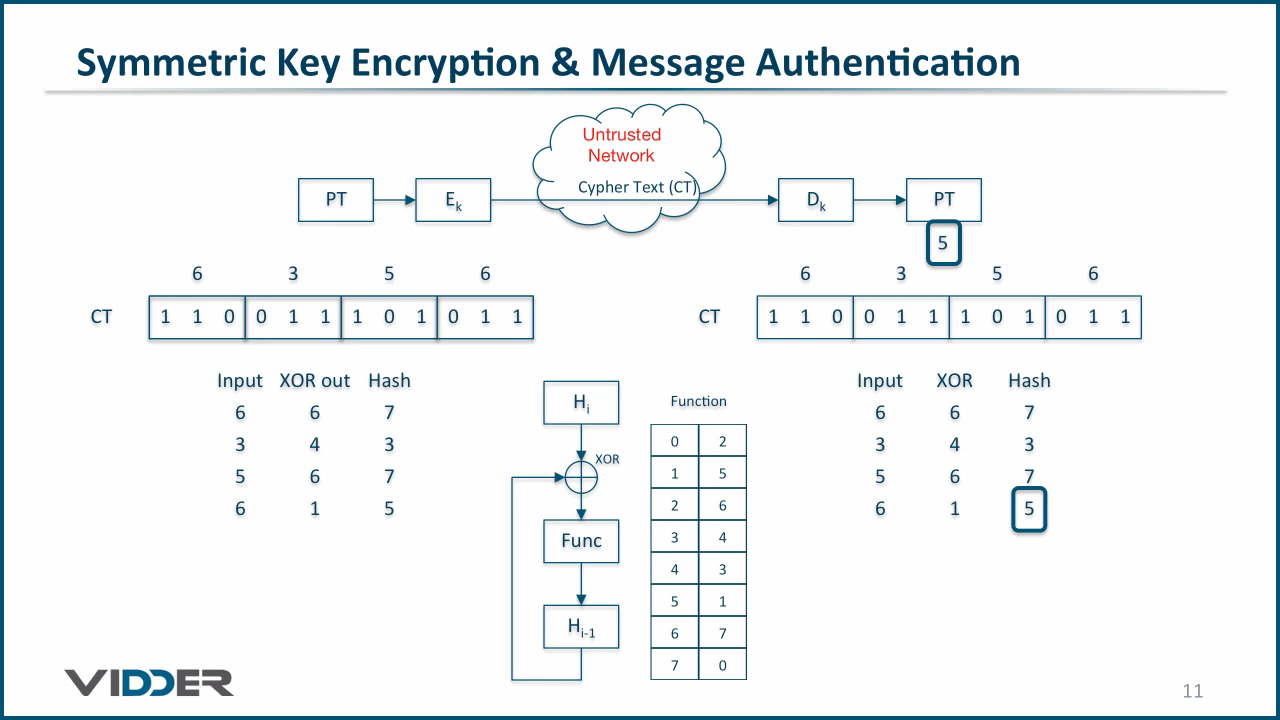 Symmetric Key Encryption & Message Authentication
Untrusted
Network
Cypher Text (CT)
PT
Ek
Dk
PT
5
6 3 5 6
CT 1 1 0 0 1 1 1 0 1 0 1 1
6 3 5 6
CT 1 1 0 0 1 1 1 0 1 0 1 1
Input XOR out Hash
6 6 7
3 4 3
5 6 7
6 1 5
Hi
XOR
Func
Hi-1
Function
0 2
1 5
2 6
3 4
4 3
5 1
6 7
7 0
Input XOR Hash
6 6 7
3 4 3
5 6 7
6 1 5
VIDDER
11